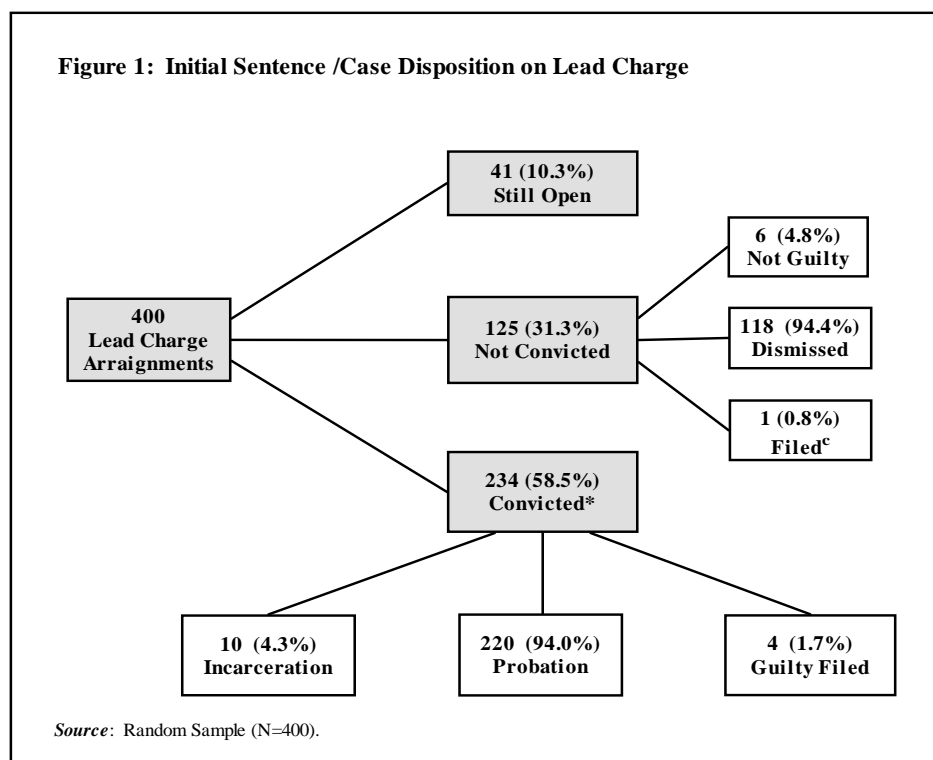 Figure 1: Initial Sentence /Case Disposition on Lead Charge
41 (10.3%)
Still Open
6 (4.8%)
Not Guilty
400
Lead Charge
Arraignments
125 (31.3%)
Not Convicted
118 (94.4%)
Dismissed
1 (0.8%)
Filedᶜ
234 (58.5%)
Convicted*
10 (4.3%)
Incarceration
220 (94.0%)
Probation
4 (1.7%)
Guilty Filed
Source: Random Sample (N=400).